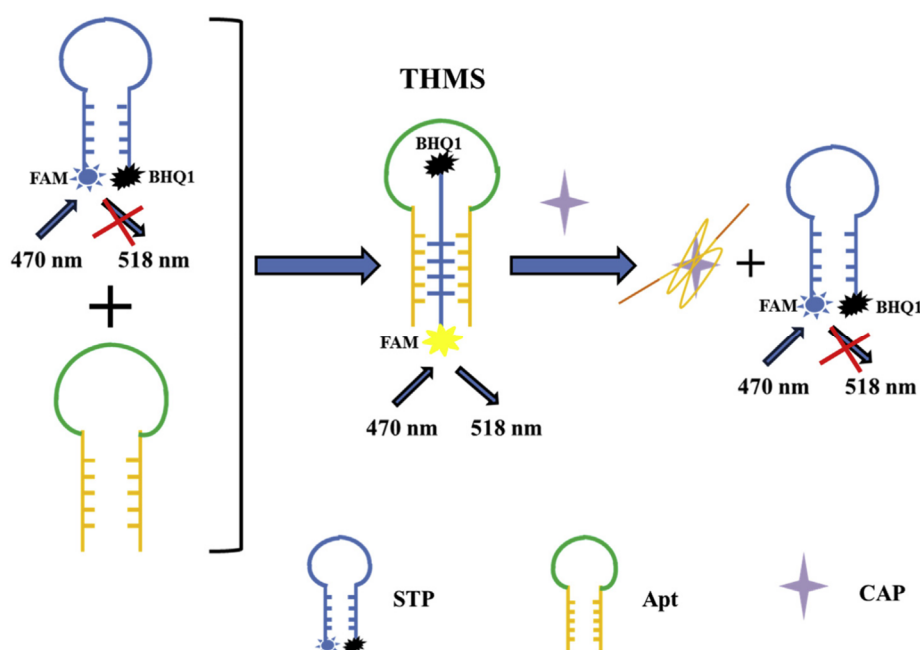 THMS
BHQ1
FAM
BHQ1
470 nm
518 nm
FAM
470 nm
518 nm
FAM
BHQ1
470 nm
518 nm
STP
Apt
CAP